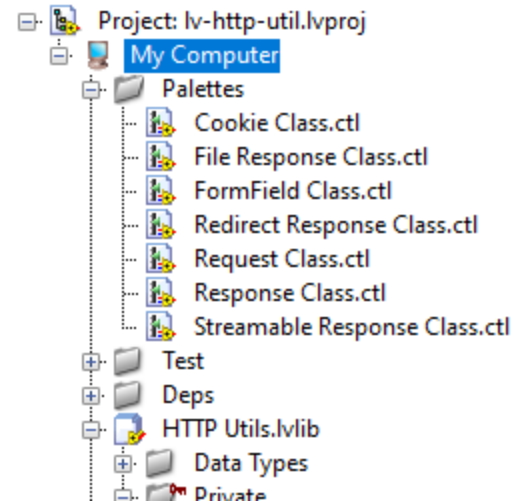 Project: lv-http-util.lvproj
My Computer
Palettes
Cookie Class.ctl
File Response Class.ctl
FormField Class.ctl
Redirect Response Class.ctl
Request Class.ctl
Response Class.ctl
Streamable Response Class.ctl
Test
Deps
HTTP Utils.lvlib
Data Types
Private